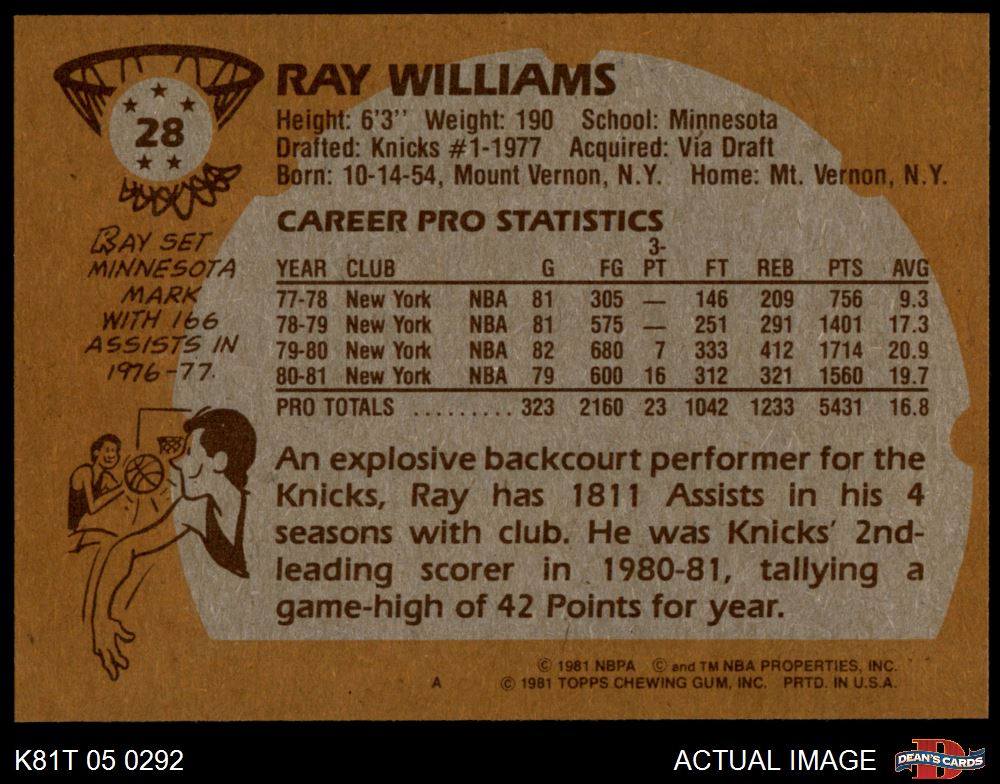 28
RAY WILLIAMS
Height: 6'3'' Weight: 190 School: Minnesota
Drafted: Knicks #1-1977 Acquired: Via Draft
Born: 10-14-54, Mount Vernon, N.Y. Home: Mt. Vernon, N.Y.
RAY SET
MINNESOTA
MARK
WITH 166
ASSISTS IN
1976-77.
CAREER PRO STATISTICS
YEAR CLUB G FG 3-PT FT REB PTS AVG
77-78 New York NBA 81 305 — 146 209 756 9.3
78-79 New York NBA 81 575 — 251 291 1401 17.3
79-80 New York NBA 82 680 7 333 412 1714 20.9
80-81 New York NBA 79 600 16 312 321 1560 19.7
PRO TOTALS ......... 323 2160 23 1042 1233 5431 16.8
An explosive backcourt performer for the
Knicks, Ray has 1811 Assists in his 4
seasons with club. He was Knicks' 2nd-
leading scorer in 1980-81, tallying a
game-high of 42 Points for year.
© 1981 NBPA © and TM NBA PROPERTIES, INC.
A © 1981 TOPPS CHEWING GUM, INC. PRTD. IN U.S.A.
K81T 05 0292 ACTUAL IMAGE
D DEAN'S CARDS